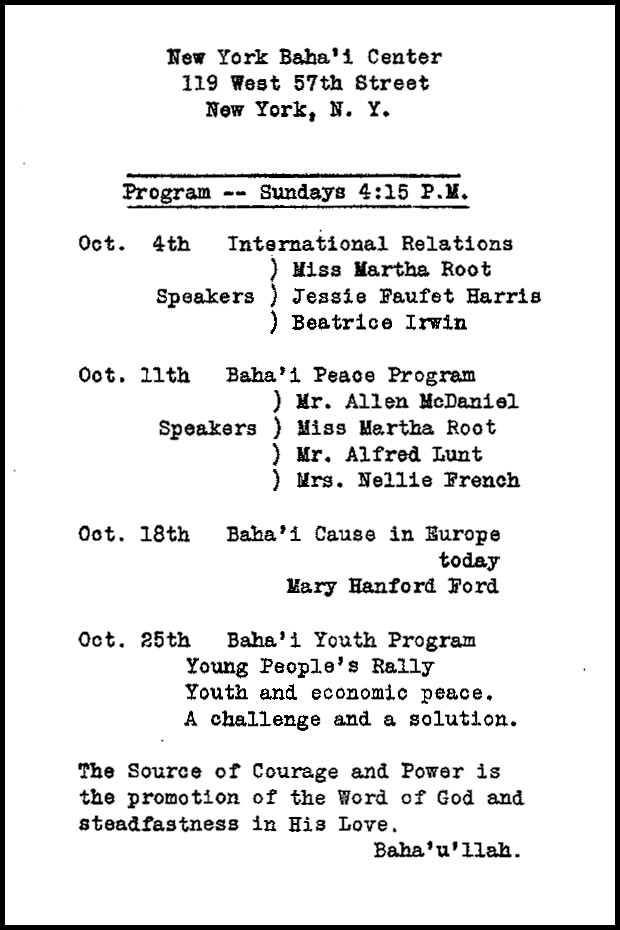 New York Baha'i Center
119 West 57th Street
New York, N. Y.
Program -- Sundays 4:15 P.M.
Oct. 4th International Relations
) Miss Martha Root
Speakers ) Jessie Faufet Harris
) Beatrice Irwin
Oct. 11th Baha'i Peace Program
) Mr. Allen McDaniel
Speakers ) Miss Martha Root
) Mr. Alfred Lunt
) Mrs. Nellie French
Oct. 18th Baha'i Cause in Europe
today
Mary Hanford Ford
Oct. 25th Baha'i Youth Program
Young People's Rally
Youth and economic peace.
A challenge and a solution.
The Source of Courage and Power is
the promotion of the Word of God and
steadfastness in His Love.
Baha'u'llah.